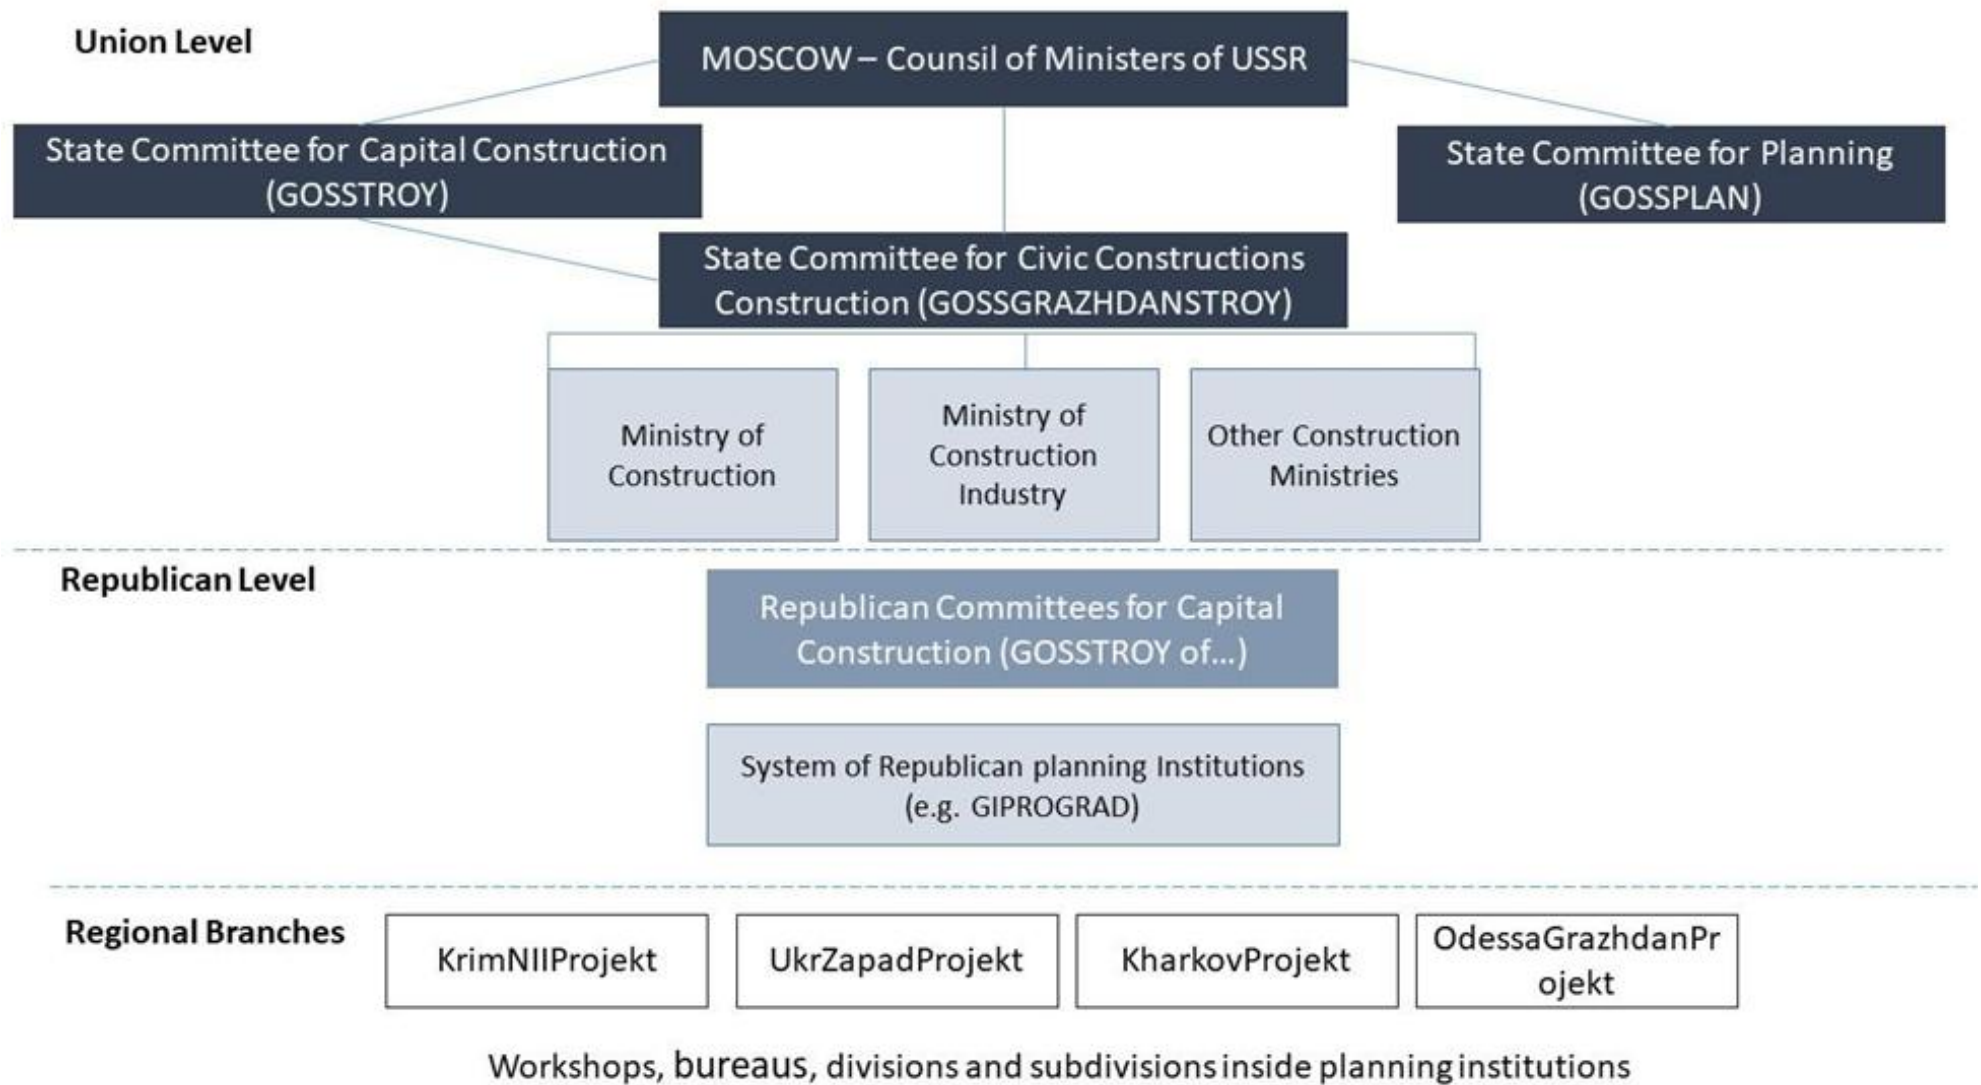 Union Level
MOSCOW – Counsil of Ministers of USSR
State Committee for Capital Construction
(GOSSTROY)
State Committee for Planning
(GOSSPLAN)
State Committee for Civic Constructions
Construction (GOSSGRAZHDANSTROY)
Ministry of
Construction
Ministry of
Construction
Industry
Other Construction
Ministries
Republican Level
Republican Committees for Capital
Construction (GOSSTROY of...)
System of Republican planning Institutions
(e.g. GIPROGRAD)
Regional Branches
KrimNIIProjekt
UkrZapadProjekt
KharkovProjekt
OdessaGrazhdanPr
ojekt
Workshops, bureaus, divisions and subdivisions inside planning institutions